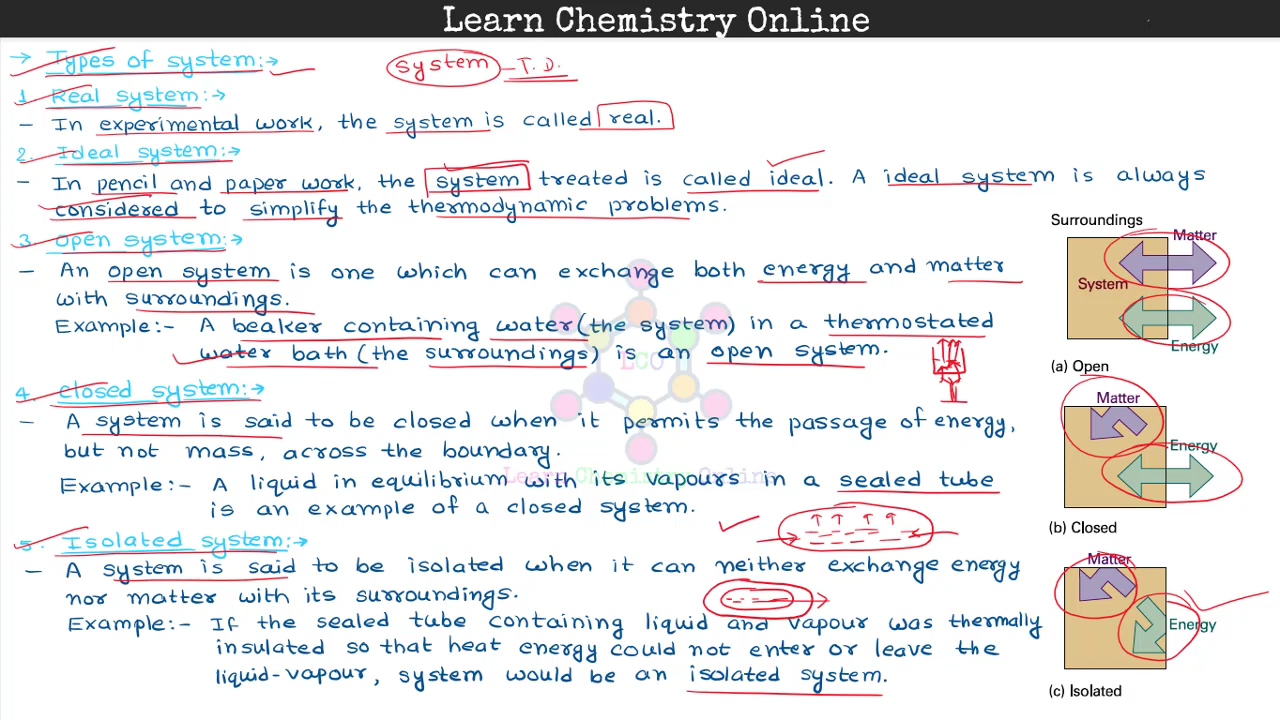 Learn Chemistry Online
→ Types of system:→
system - T.D.
1. Real system:→
- In experimental work, the system is called real.
2. Ideal system:→
- In pencil and paper work, the system treated is called ideal. A ideal system is always
considered to simplify the thermodynamic problems.
3. open system:→
- An open system is one which can exchange both energy and matter
with surroundings.
Example:- A beaker containing water (the system) in a thermostated
water bath (the surroundings) is an open system.
4. closed system:→
- A system is said to be closed when it permits the passage of energy,
but not mass, across the boundary.
Example:- A liquid in equilibrium with its vapours in a sealed tube
is an example of a closed system.
5. Isolated system:→
- A system is said to be isolated when it can neither exchange energy
nor matter with its surroundings.
Example:- If the sealed tube containing liquid and vapour was thermally
insulated so that heat energy could not enter or leave the
liquid-vapour, system would be an isolated system.
Surroundings
Matter
System
Energy
(a) Open
Matter
Energy
(b) Closed
Matter
Energy
(c) Isolated
LCO
Learn Chemistry Online